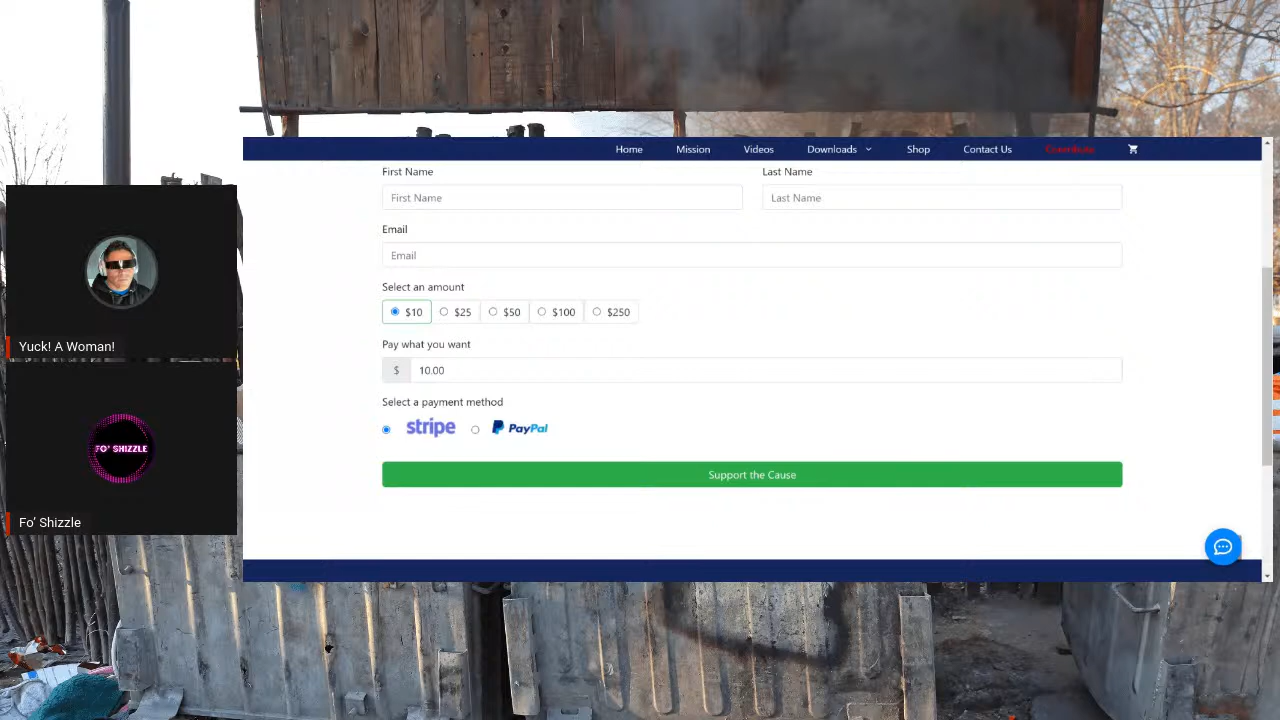 Home Mission Videos Downloads Shop Contact Us Contribute
First Name Last Name
First Name Last Name
Email
Email
Select an amount
$10 $25 $50 $100 $250
Pay what you want
$ 10.00
Select a payment method
stripe PayPal
Support the Cause
Yuck! A Woman!
FO' SHIZZLE
Fo' Shizzle